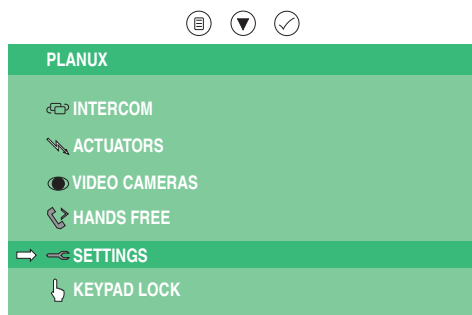 PLANUX
INTERCOM
ACTUATORS
VIDEO CAMERAS
HANDS FREE
SETTINGS
KEYPAD LOCK